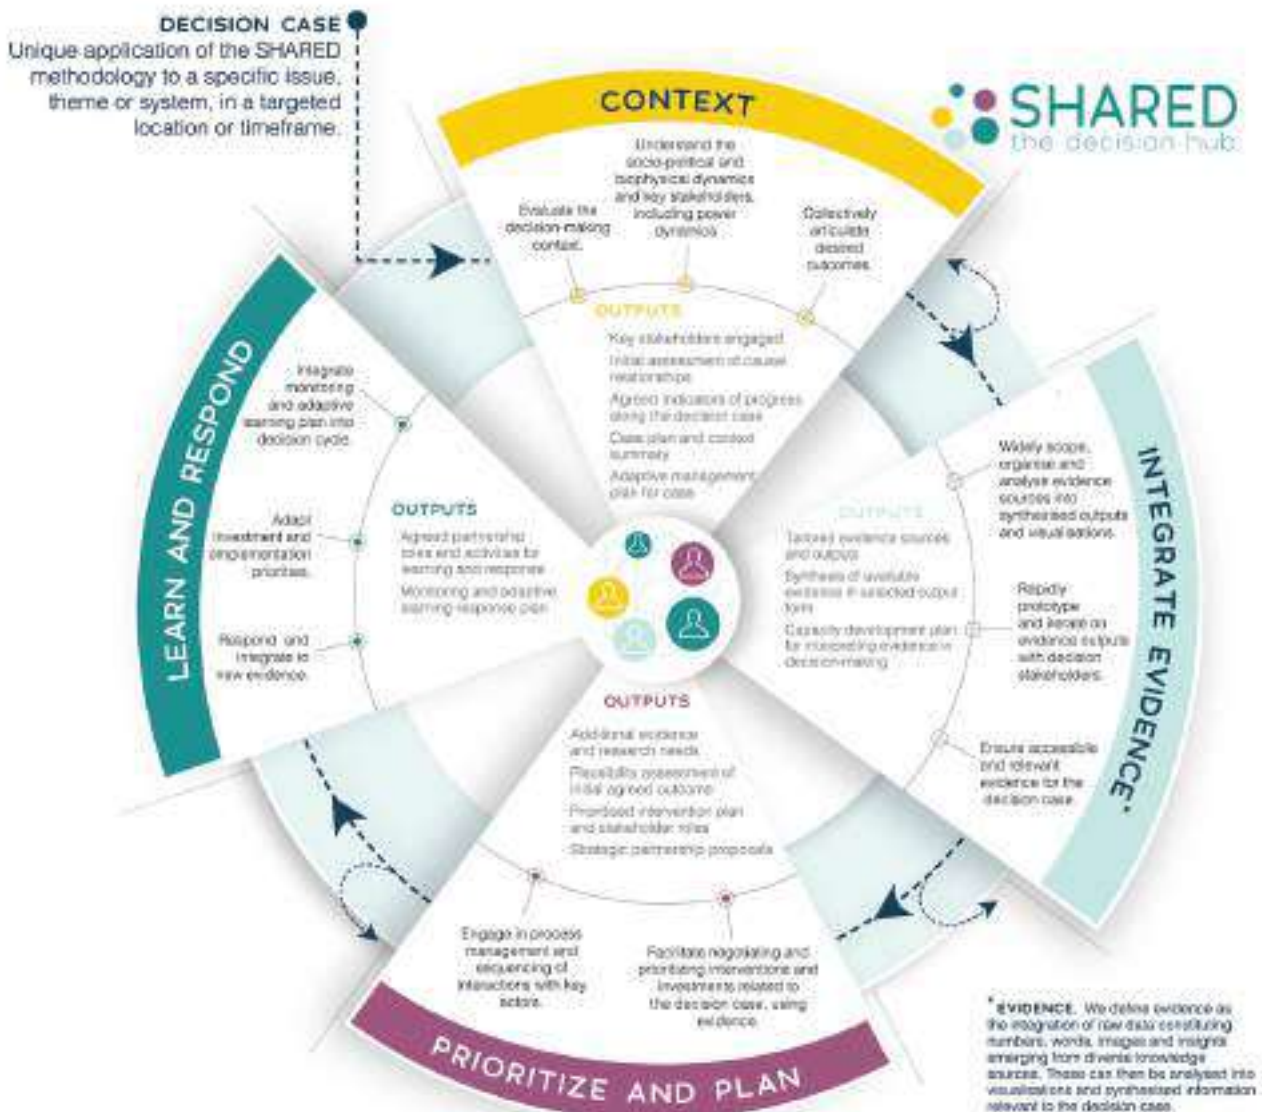 DECISION CASE
Unique application of the SHARED
methodology to a specific issue,
theme or system, in a targeted
location or timeframe.
SHARED
the decision hub
CONTEXT
Evaluate the
decision-making
context.
Understand the
socio-political and
biophysical dynamics
and key stakeholders,
including power
dynamics
Collectively
articulate
desired
outcomes.
OUTPUTS
Key stakeholders engaged
Initial assessment of cause
relationships
Agreed indicators of progress
along the decision case
Case plan and context
summary
Adaptive management
plan for case
INTEGRATE EVIDENCE*
Widely scope,
organise and
analyse evidence
sources into
synthesised outputs
and visualisations.
Rapidly
prototype
and iterate on
evidence outputs
with decision
stakeholders.
Ensure accessible
and relevant
evidence for the
decision case.
OUTPUTS
Tailored evidence sources
and outputs
Synthesis of available
evidence in selected output
form
Capacity development plan
for interpreting evidence in
decision-making
PRIORITIZE AND PLAN
OUTPUTS
Additional evidence
and research needs
Plausibility assessment of
initial agreed outcome
Prioritised intervention plan
and stakeholder roles
Strategic partnership proposals
Engage in process
management and
sequencing of
interactions with key
actors.
Facilitate negotiating and
prioritising interventions and
investments related to
the decision case, using
evidence.
LEARN AND RESPOND
Integrate
monitoring
and adaptive
learning plan into
decision cycle.
Adapt
investment and
implementation
priorities.
Respond and
integrate to
new evidence.
OUTPUTS
Agreed partnership
roles and activities for
learning and response
Monitoring and adaptive
learning response plan
*EVIDENCE. We define evidence as
the integration of raw data constituting
numbers, words, images and insights
emerging from diverse knowledge
sources. These can then be analysed into
visualisations and synthesised information
relevant to the decision case.